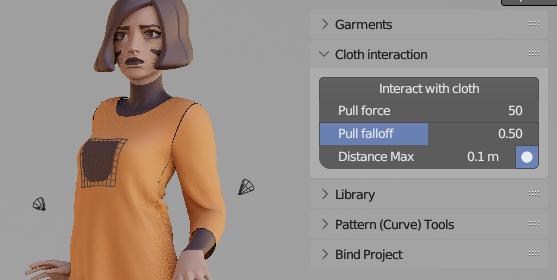 Garments
Cloth interaction
Interact with cloth
Pull force 50
Pull falloff 0.50
Distance Max 0.1 m
Library
Pattern (Curve) Tools
Bind Project